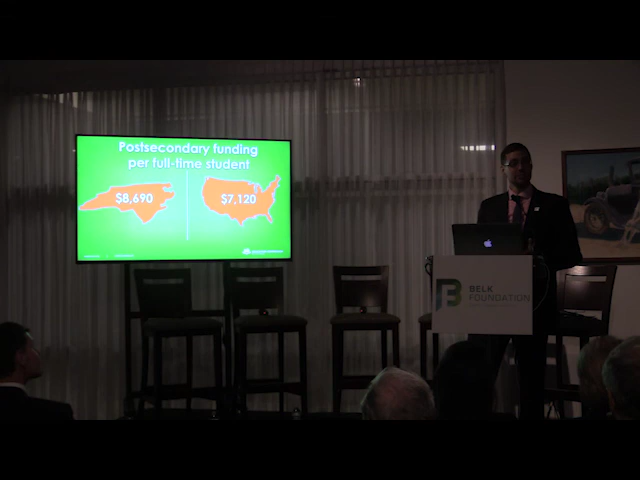 Postsecondary funding
per full-time student
$8,690
$7,120
BELK
FOUNDATION